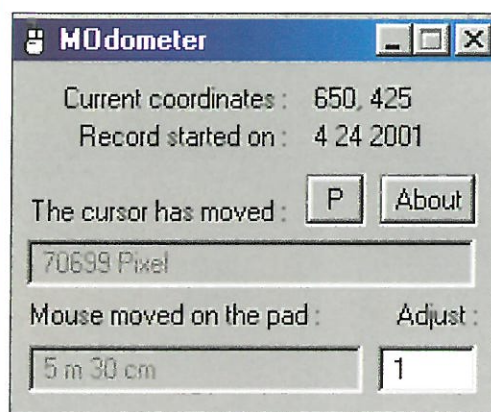 MOdometer
Current coordinates : 650, 425
Record started on : 4 24 2001
The cursor has moved : P About
70699 Pixel
Mouse moved on the pad : Adjust :
5 m 30 cm 1